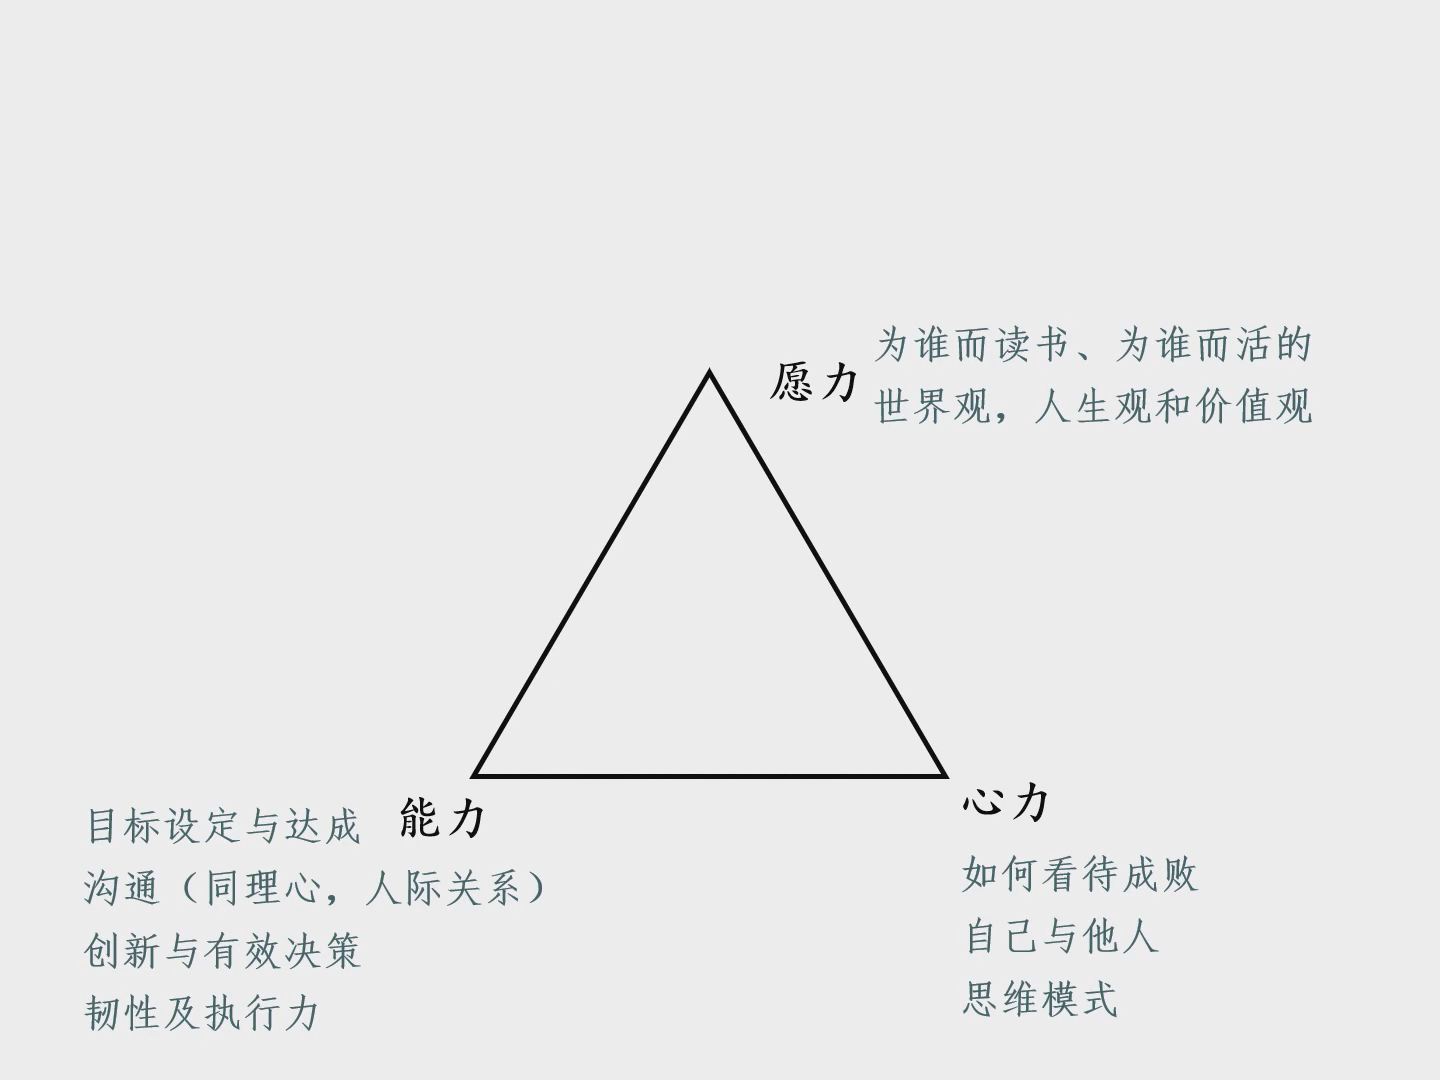 为谁而读书、为谁而活的
愿力
世界观，人生观和价值观
目标设定与达成
能力
沟通（同理心，人际关系）
创新与有效决策
韧性及执行力
心力
如何看待成败
自己与他人
思维模式